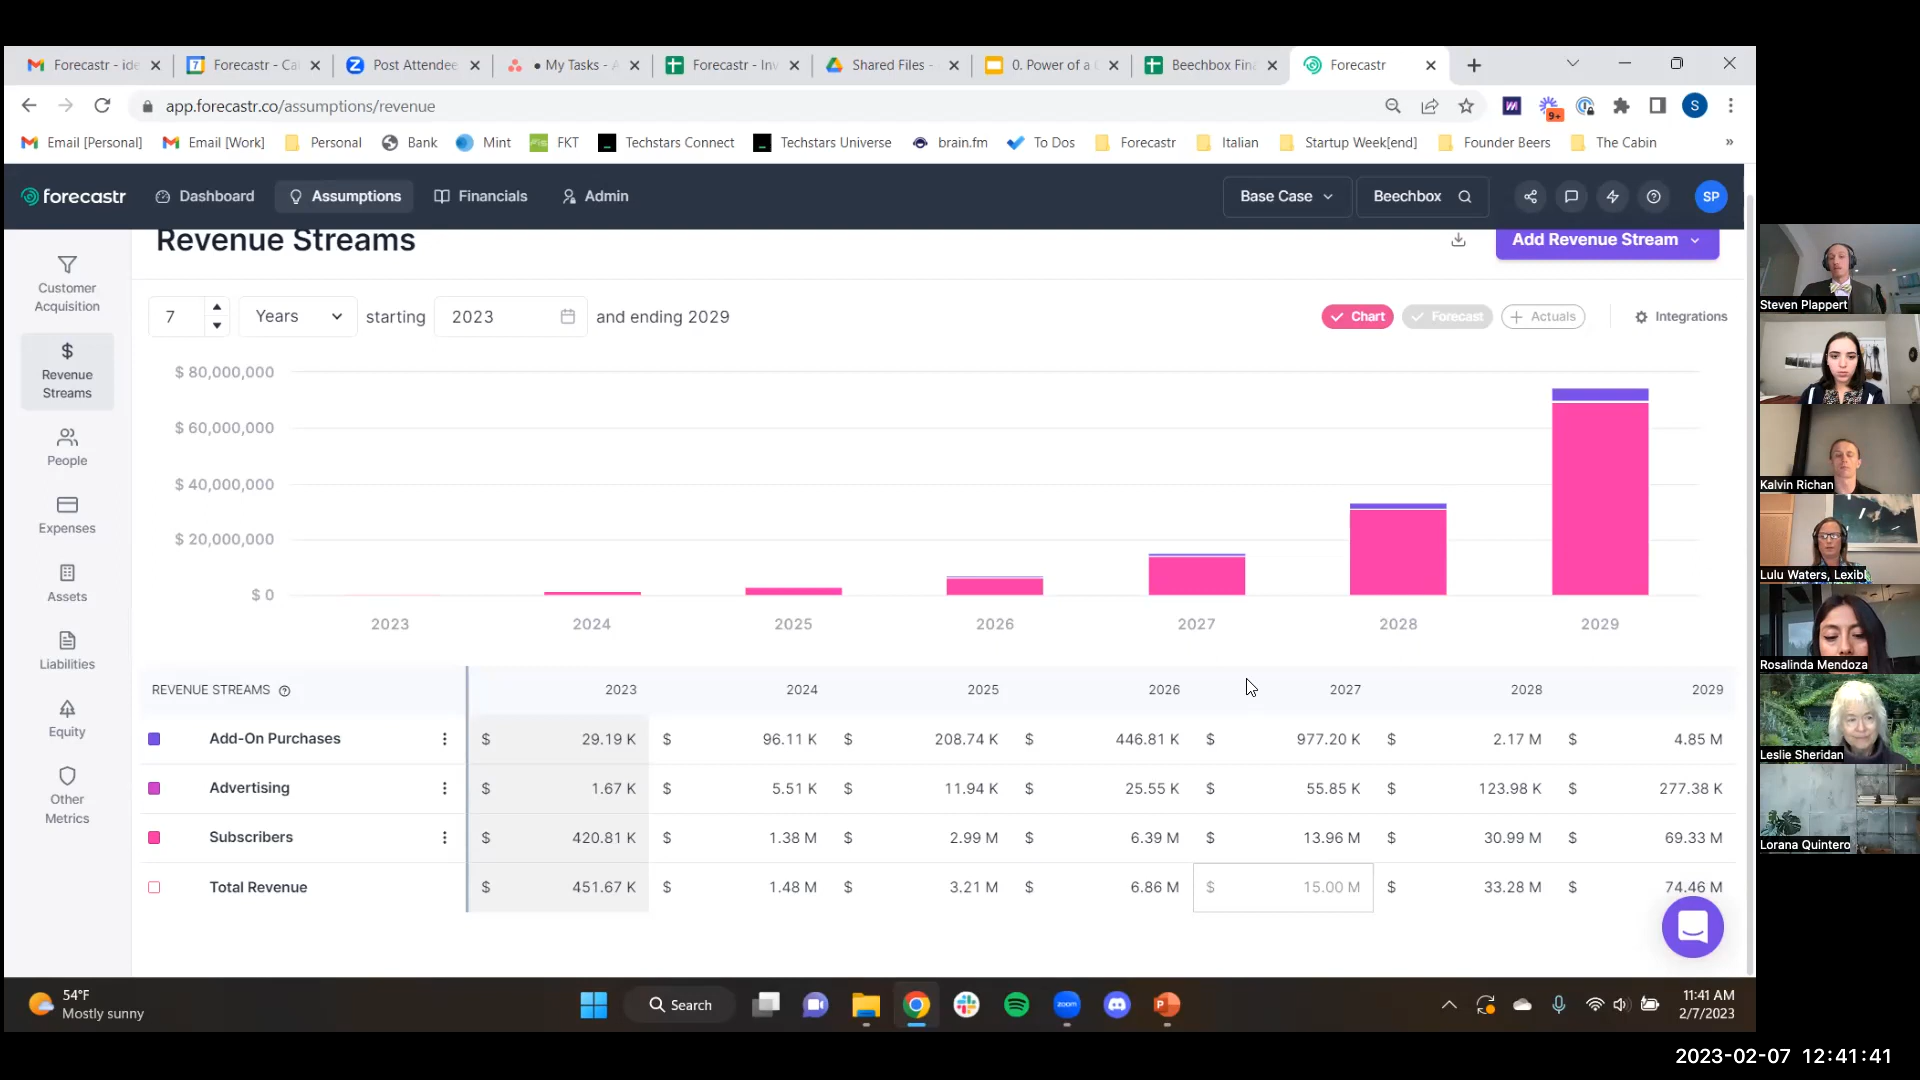 Forecastr - ide
Forecastr - Ca
Post Attendee
• My Tasks - A
Forecastr - Inv
Shared Files -
0. Power of a
Beechbox Fin
Forecastr
app.forecastr.co/assumptions/revenue
9+
S
Email [Personal]
Email [Work]
Personal
Bank
Mint
FKT
Techstars Connect
Techstars Universe
brain.fm
To Dos
Forecastr
Italian
Startup Week[end]
Founder Beers
The Cabin
»
forecastr
Dashboard
Assumptions
Financials
Admin
Base Case
Beechbox
SP
Customer
Acquisition
Revenue
Streams
People
Expenses
Assets
Liabilities
Equity
Other
Metrics
Revenue Streams
Add Revenue Stream
7 Years starting 2023 and ending 2029
Chart
Forecast
Actuals
Integrations
$ 80,000,000
$ 60,000,000
$ 40,000,000
$ 20,000,000
$ 0
2023 2024 2025 2026 2027 2028 2029
REVENUE STREAMS 2023 2024 2025 2026 2027 2028 2029
Add-On Purchases $ 29.19 K $ 96.11 K $ 208.74 K $ 446.81 K $ 977.20 K $ 2.17 M $ 4.85 M
Advertising $ 1.67 K $ 5.51 K $ 11.94 K $ 25.55 K $ 55.85 K $ 123.98 K $ 277.38 K
Subscribers $ 420.81 K $ 1.38 M $ 2.99 M $ 6.39 M $ 13.96 M $ 30.99 M $ 69.33 M
Total Revenue $ 451.67 K $ 1.48 M $ 3.21 M $ 6.86 M $ 15.00 M $ 33.28 M $ 74.46 M
54°F
Mostly sunny
Search
zoom
11:41 AM
2/7/2023
Steven Plappert
Kalvin Richan
Lulu Waters, Lexibl
Rosalinda Mendoza
Leslie Sheridan
Lorana Quintero
2023-02-07 12:41:41